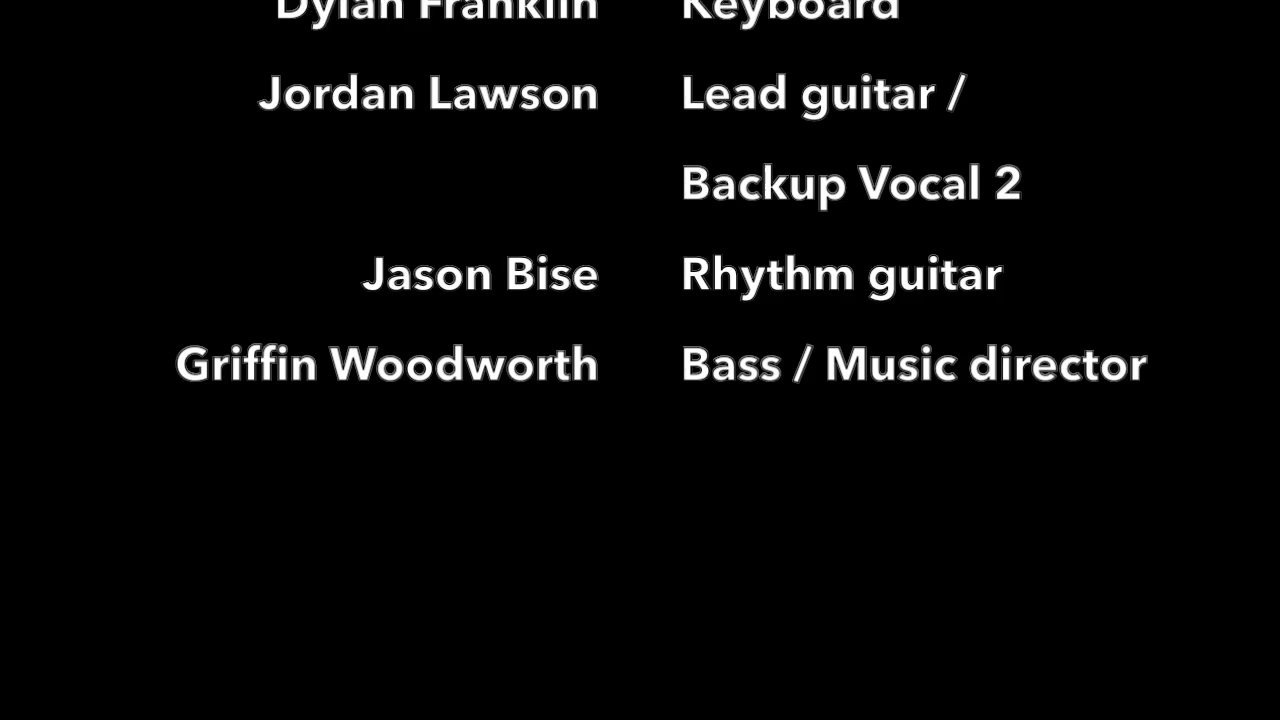 Dylan Franklin Keyboard
Jordan Lawson Lead guitar /
Backup Vocal 2
Jason Bise Rhythm guitar
Griffin Woodworth Bass / Music director